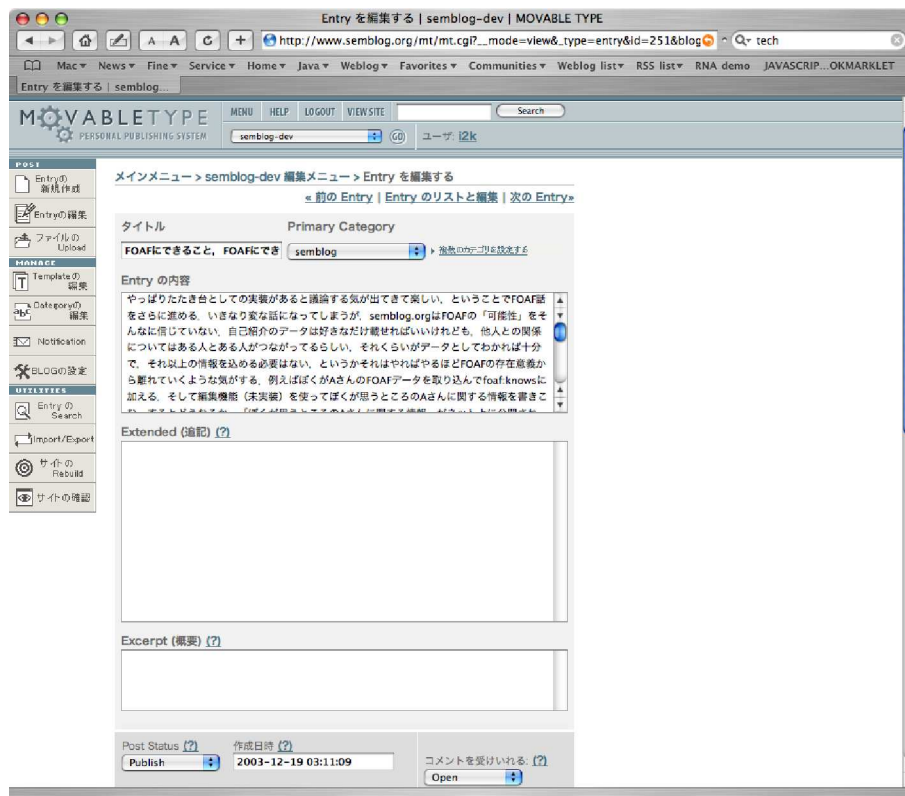 Entry を編集する | semblog-dev | MOVABLE TYPE
http://www.semblog.org/mt/mt.cgi?__mode=view&_type=entry&id=251&blog
tech
Mac News Fine Service Home Java Weblog Favorites Communities Weblog list RSS list RNA demo JAVASCRIP...OKMARKLET
Entry を編集する | semblog...
MOVABLETYPE
PERSONAL PUBLISHING SYSTEM
MENU HELP LOGOUT VIEW SITE Search
semblog-dev GO ユーザ: i2k
POST
Entryの
新規作成
Entryの編集
ファイルの
Upload
MANAGE
Templateの
編集
Categoryの
編集
Notification
BLOGの設定
UTILITIES
Entry の
Search
Import/Export
サイトの
Rebuild
サイトの確認
メインメニュー > semblog-dev 編集メニュー > Entry を編集する
« 前の Entry | Entry のリストと編集 | 次の Entry»
タイトル Primary Category
FOAFにできること，FOAFにでき semblog 複数のカテゴリを設定する
Entry の内容
やっぱりたたき台としての実装があると議論する気が出てきて楽しい，ということでFOAF話
をさらに進める．いきなり変な話になってしまうが，semblog.orgはFOAFの「可能性」をそ
んなに信じていない．自己紹介のデータは好きなだけ載せればいいけれども，他人との関係
についてはある人とある人がつながってるらしい，それくらいがデータとしてわかれば十分
で，それ以上の情報を込める必要はない，というかそれはやればやるほどFOAFの存在意義か
ら離れていくような気がする．例えばぼくがAさんのFOAFデータを取り込んでfoaf:knowsに
加える．そして編集機能（未実装）を使ってぼくが思うところのAさんに関する情報を書きこ
Extended (追記) (?)
Excerpt (概要) (?)
Post Status (?) 作成日時 (?)
Publish 2003-12-19 03:11:09
コメントを受けいれる: (?)
Open